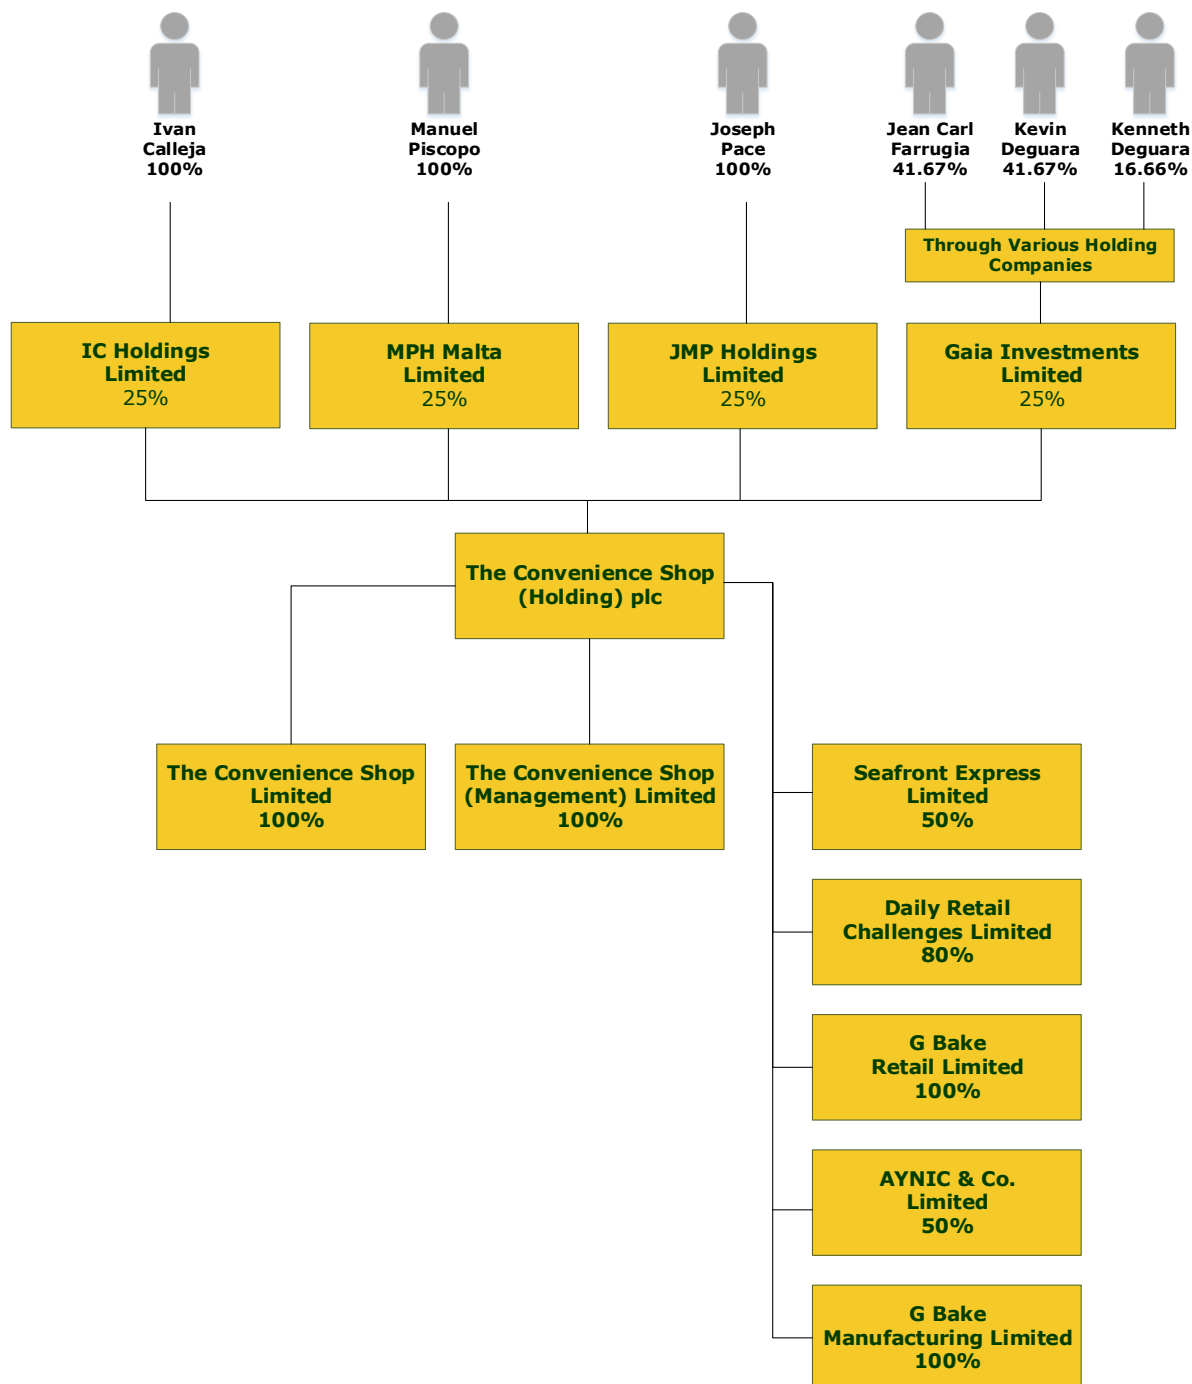 Ivan
Calleja
100%
Manuel
Piscopo
100%
Joseph
Pace
100%
Jean Carl
Farrugia
41.67%
Kevin
Deguara
41.67%
Kenneth
Deguara
16.66%
Through Various Holding
Companies
IC Holdings
Limited
25%
MPH Malta
Limited
25%
JMP Holdings
Limited
25%
Gaia Investments
Limited
25%
The Convenience Shop
(Holding) plc
The Convenience Shop
Limited
100%
The Convenience Shop
(Management) Limited
100%
Seafront Express
Limited
50%
Daily Retail
Challenges Limited
80%
G Bake
Retail Limited
100%
AYNIC & Co.
Limited
50%
G Bake
Manufacturing Limited
100%